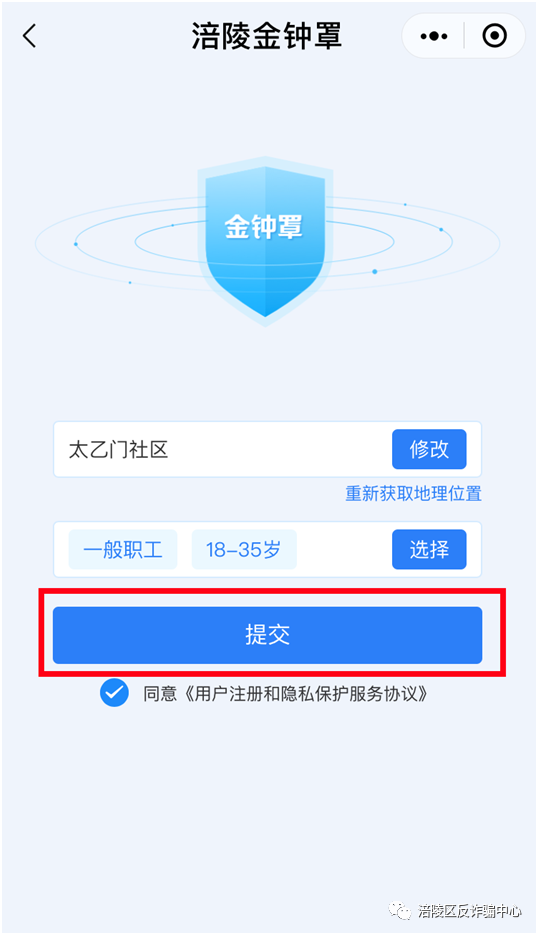 涪陵金钟罩
金钟罩
太乙门社区
修改
重新获取地理位置
一般职工
18-35岁
选择
提交
同意《用户注册和隐私保护服务协议》
涪陵区反诈骗中心